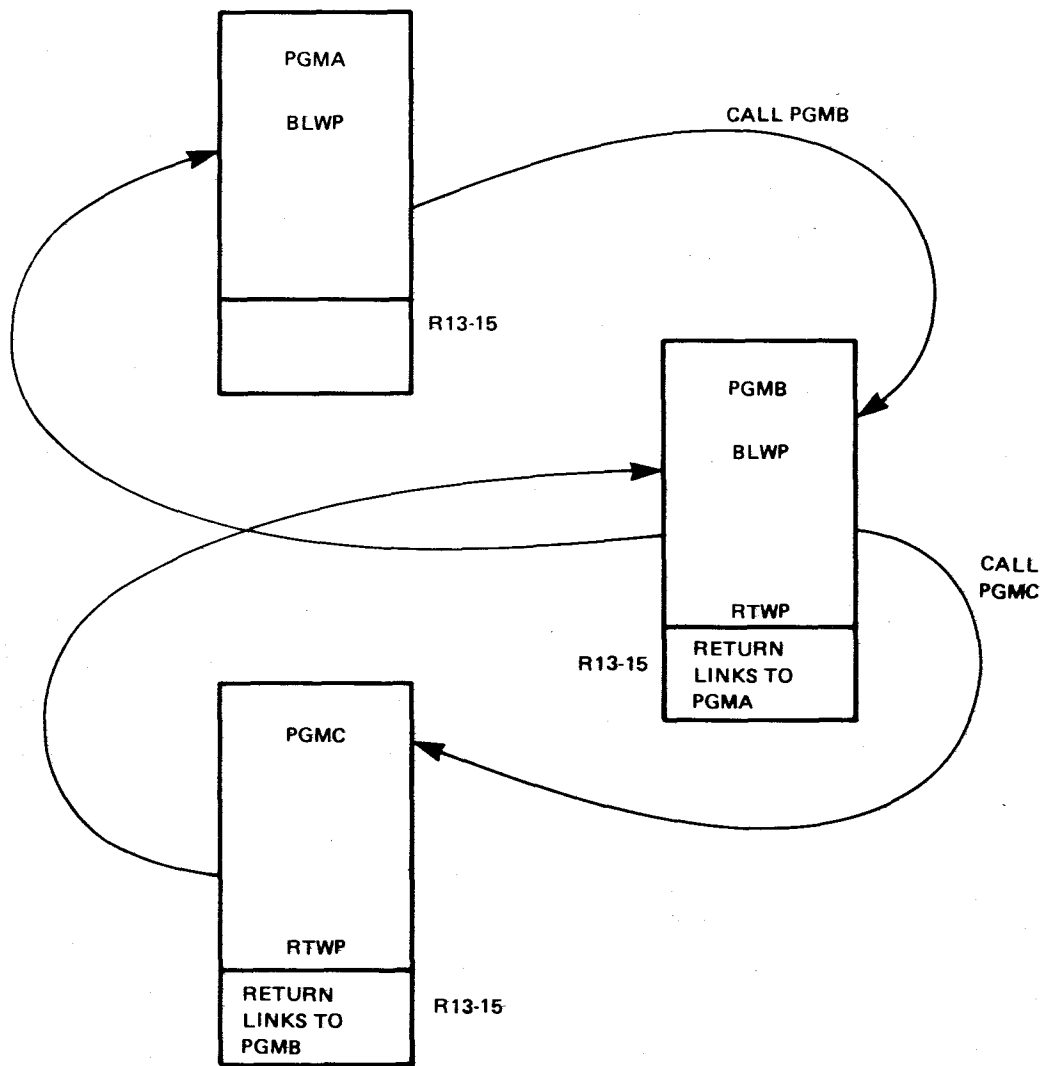 PGMA
BLWP
CALL PGMB
R13-15
PGMB
BLWP
CALL
PGMC
RTWP
R13-15
RETURN
LINKS TO
PGMA
PGMC
RTWP
RETURN
LINKS TO
PGMB
R13-15